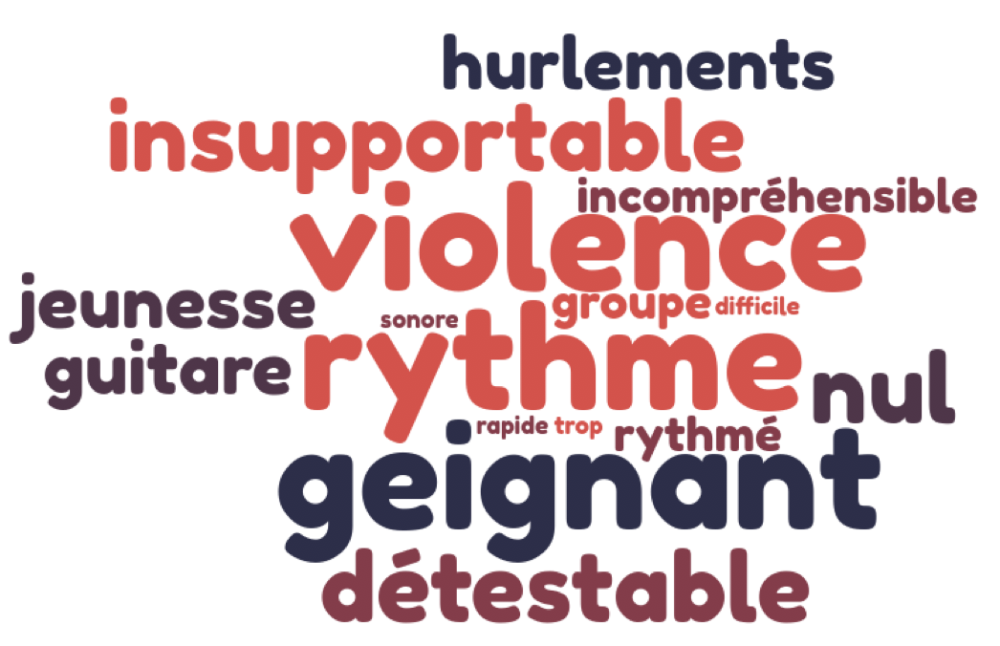 hurlements
insupportable
incompréhensible
violence
jeunesse
groupe difficile
sonore
rythme
guitare
nul
rapide trop rythmé
geignant
détestable